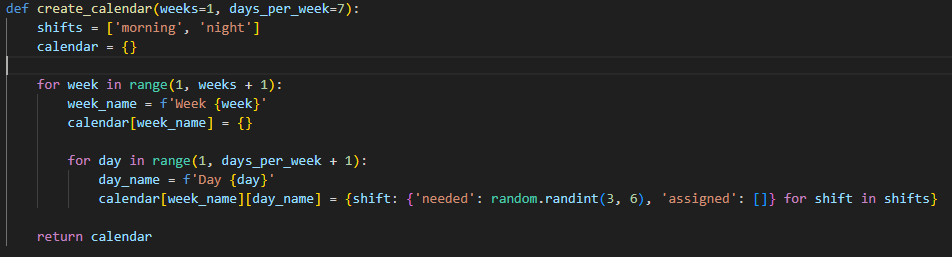 def create_calendar(weeks=1, days_per_week=7):
    shifts = ['morning', 'night']
    calendar = {}

    for week in range(1, weeks + 1):
        week_name = f'Week {week}'
        calendar[week_name] = {}

        for day in range(1, days_per_week + 1):
            day_name = f'Day {day}'
            calendar[week_name][day_name] = {shift: {'needed': random.randint(3, 6), 'assigned': []} for shift in shifts}

    return calendar